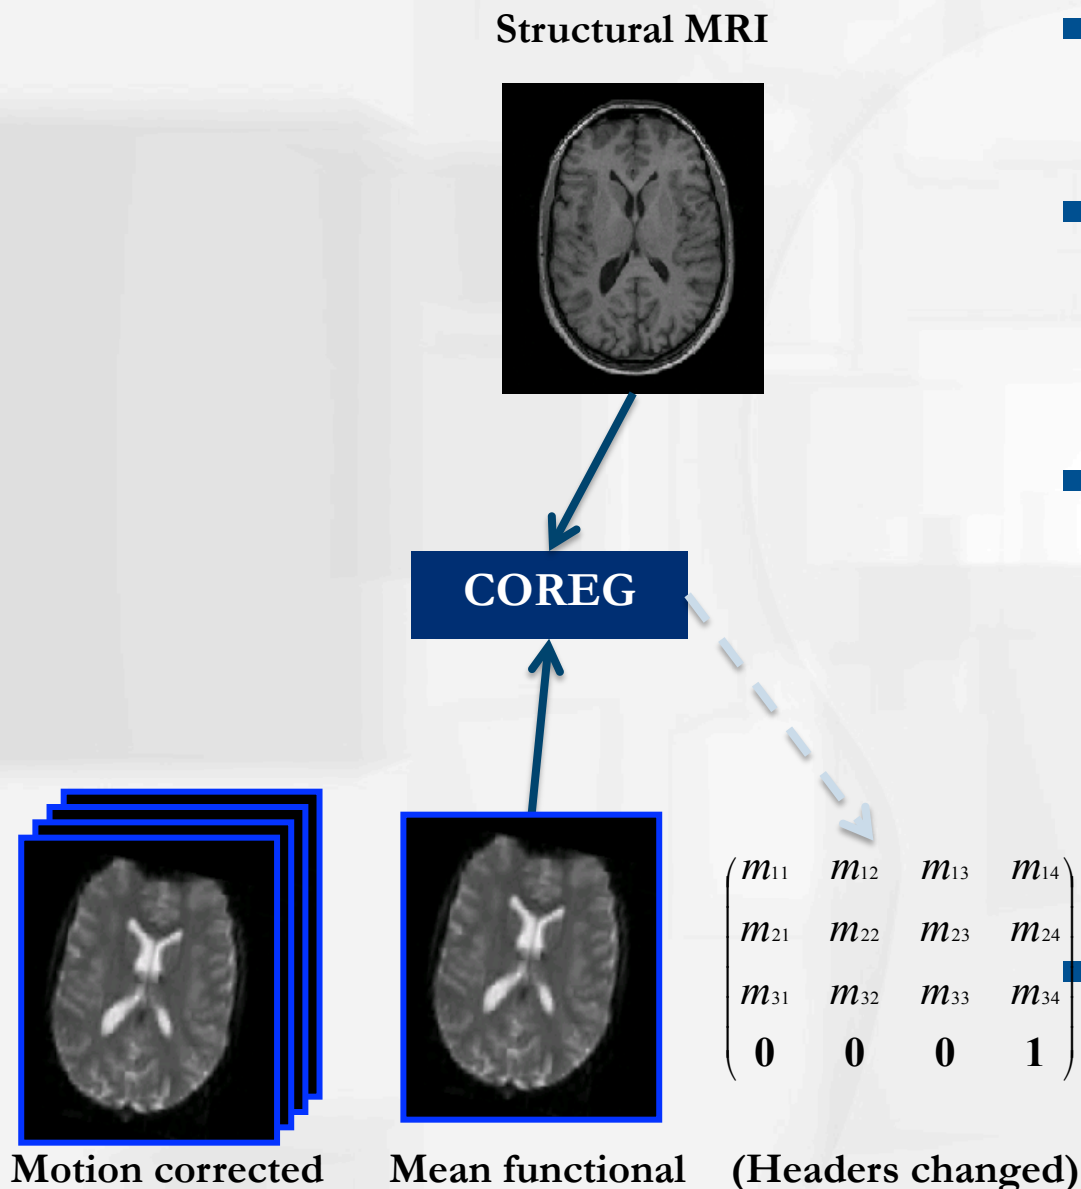 Structural MRI
COREG
m11 m12 m13 m14
m21 m22 m23 m24
m31 m32 m33 m34
0 0 0 1
Motion corrected Mean functional (Headers changed)